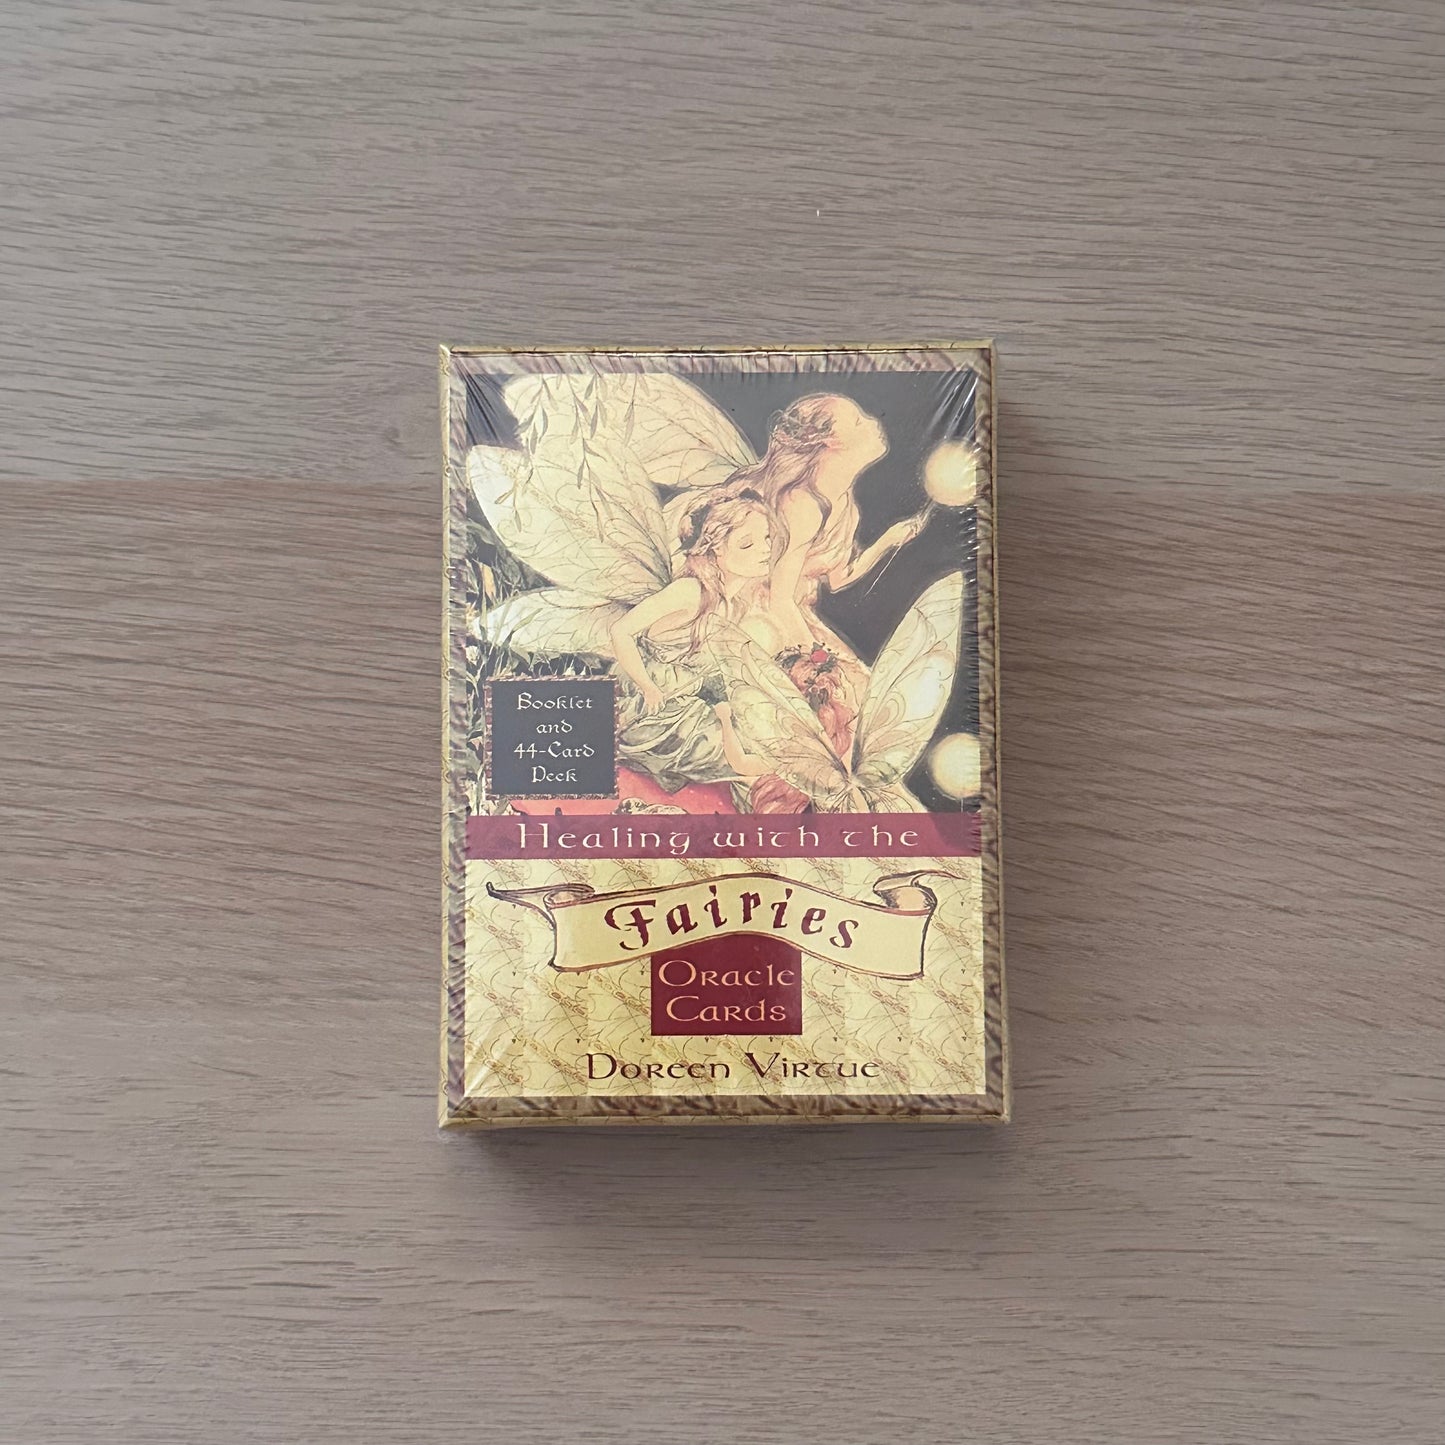 Booklet
and
44-Card
Deck
Healing with the
Fairies
Oracle
Cards
Doreen Virtue